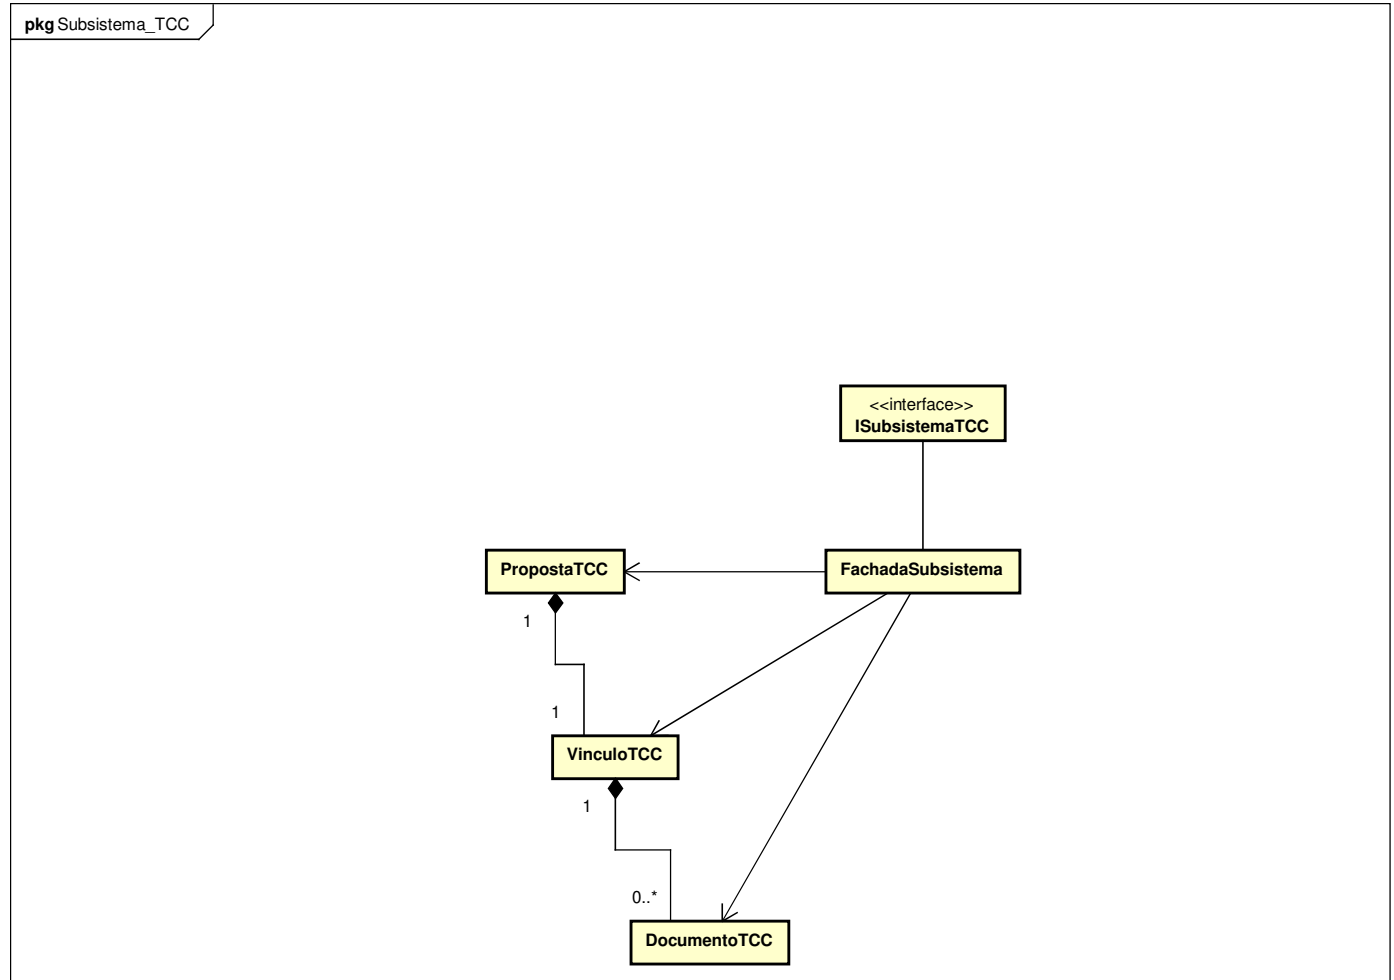 pkg Subsistema_TCC
<<interface>>
ISubsistemaTCC
PropostaTCC
FachadaSubsistema
1
1
VinculoTCC
1
0..*
DocumentoTCC